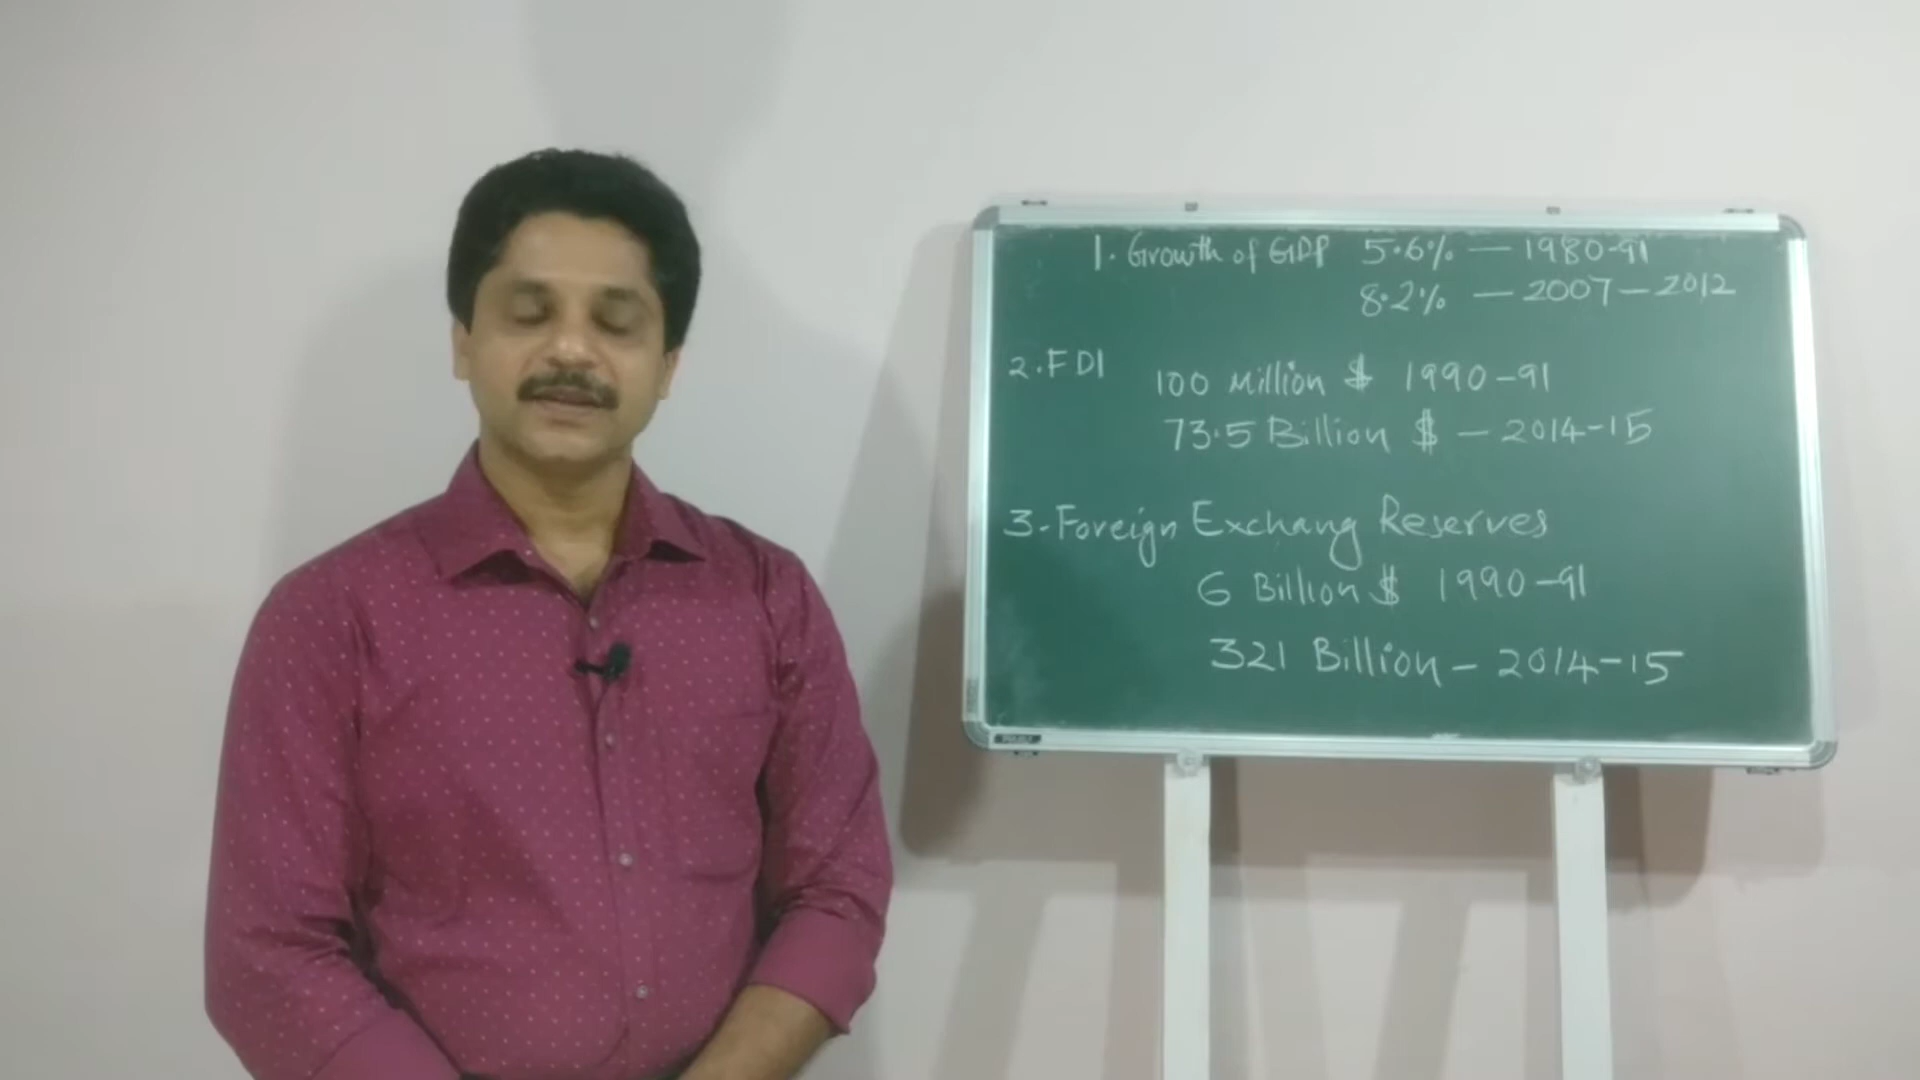 1. Growth of GDP 5.6% — 1980-91
8.2% — 2007 — 2012
2. FDI
100 Million $ 1990-91
73.5 Billion $ — 2014-15
3-Foreign Exchang Reserves
6 Billion $ 1990-91
321 Billion — 2014-15